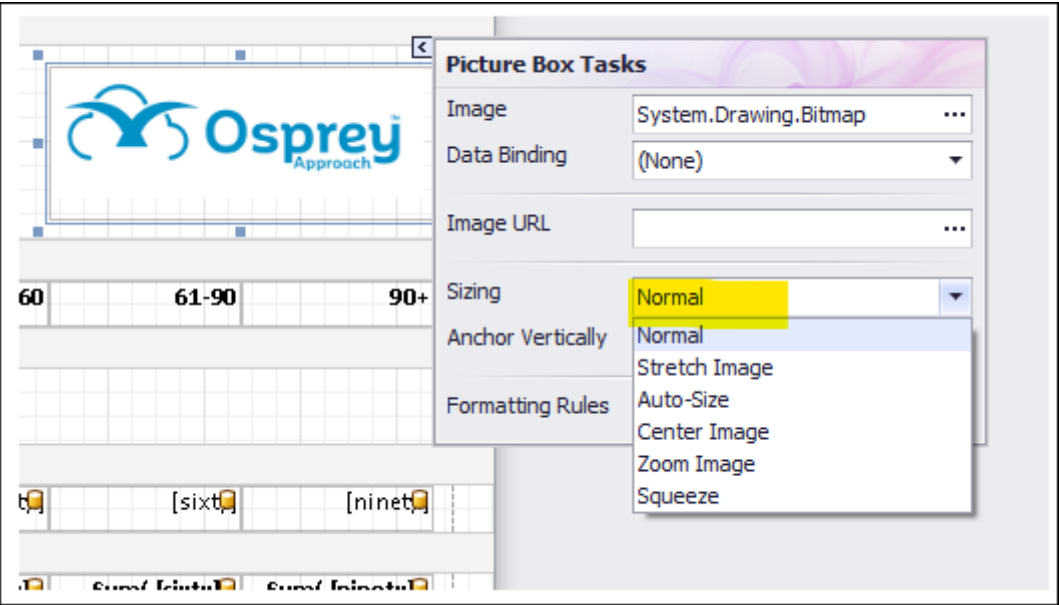 Osprey™
Approach
Picture Box Tasks
Image System.Drawing.Bitmap ...
Data Binding (None)
Image URL ...
60 61-90 90+
Sizing Normal
Anchor Vertically
Normal
Stretch Image
Auto-Size
Center Image
Zoom Image
Squeeze
Formatting Rules
[sixt [ninet